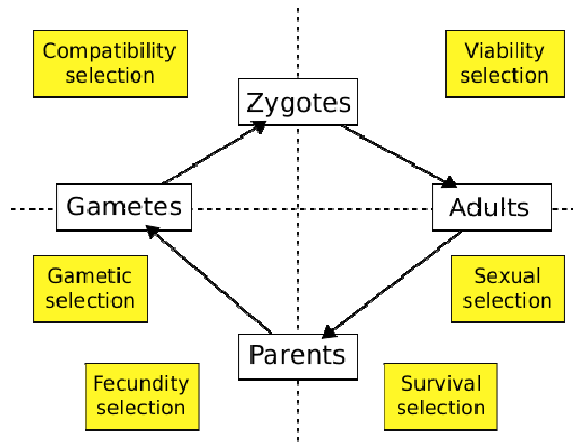 Compatibility
selection
Viability
selection
Zygotes
Gametes
Adults
Gametic
selection
Sexual
selection
Parents
Fecundity
selection
Survival
selection